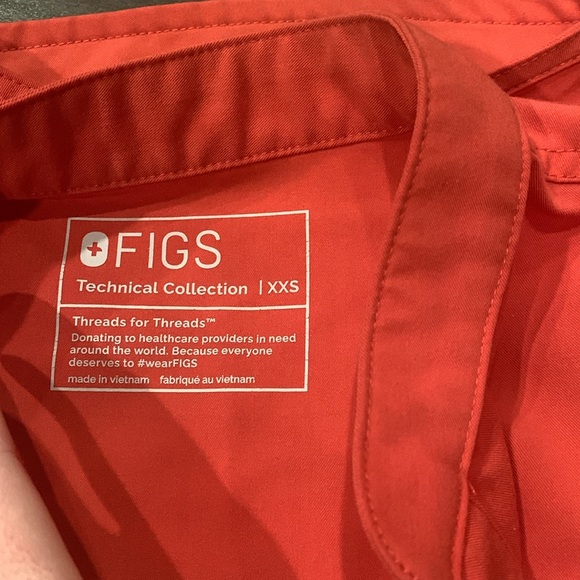 FIGS
Technical Collection | XXS
Threads for Threads™
Donating to healthcare providers in need
around the world. Because everyone
deserves to #wearFIGS
made in vietnam fabriqué au vietnam